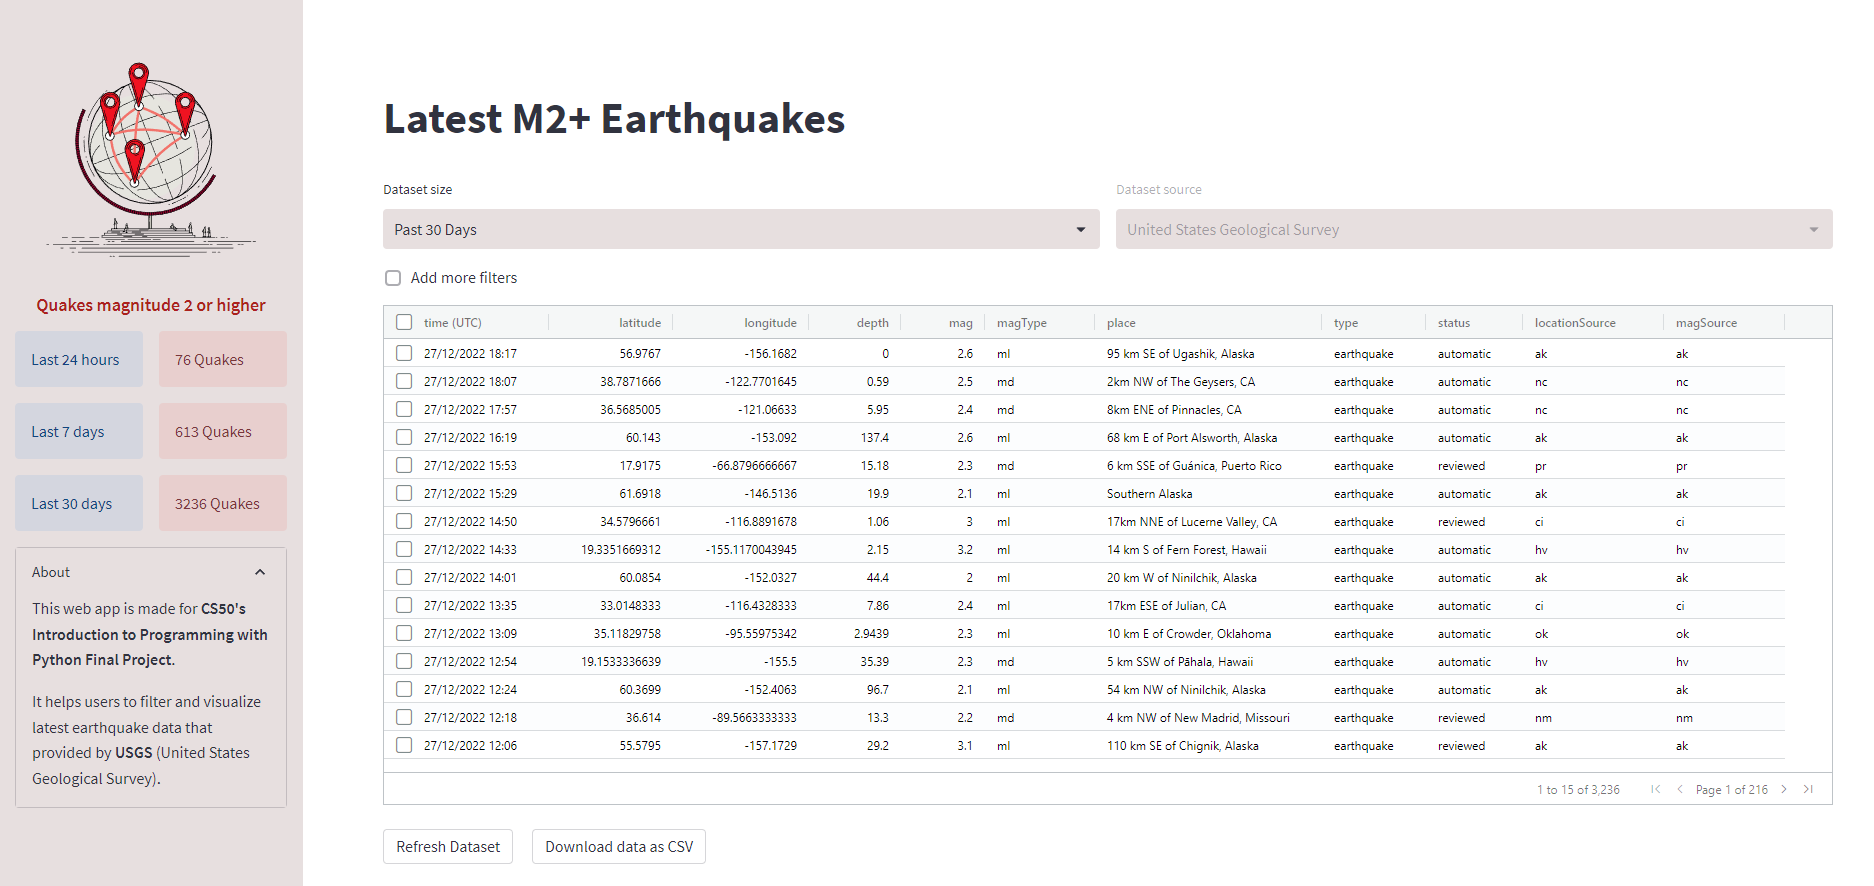 Quakes magnitude 2 or higher
Last 24 hours 76 Quakes
Last 7 days 613 Quakes
Last 30 days 3236 Quakes
About
This web app is made for CS50's
Introduction to Programming with
Python Final Project.
It helps users to filter and visualize
latest earthquake data that
provided by USGS (United States
Geological Survey).
Latest M2+ Earthquakes
Dataset size Dataset source
Past 30 Days United States Geological Survey
Add more filters
time (UTC) latitude longitude depth mag magType place type status locationSource magSource
27/12/2022 18:17 56.9767 -156.1682 0 2.6 ml 95 km SE of Ugashik, Alaska earthquake automatic ak ak
27/12/2022 18:07 38.7871666 -122.7701645 0.59 2.5 md 2km NW of The Geysers, CA earthquake automatic nc nc
27/12/2022 17:57 36.5685005 -121.06633 5.95 2.4 md 8km ENE of Pinnacles, CA earthquake automatic nc nc
27/12/2022 16:19 60.143 -153.092 137.4 2.6 ml 68 km E of Port Alsworth, Alaska earthquake automatic ak ak
27/12/2022 15:53 17.9175 -66.8796666667 15.18 2.3 md 6 km SSE of Guánica, Puerto Rico earthquake reviewed pr pr
27/12/2022 15:29 61.6918 -146.5136 19.9 2.1 ml Southern Alaska earthquake automatic ak ak
27/12/2022 14:50 34.5796661 -116.8891678 1.06 3 ml 17km NNE of Lucerne Valley, CA earthquake reviewed ci ci
27/12/2022 14:33 19.3351669312 -155.1170043945 2.15 3.2 ml 14 km S of Fern Forest, Hawaii earthquake automatic hv hv
27/12/2022 14:01 60.0854 -152.0327 44.4 2 ml 20 km W of Ninilchik, Alaska earthquake automatic ak ak
27/12/2022 13:35 33.0148333 -116.4328333 7.86 2.4 ml 17km ESE of Julian, CA earthquake automatic ci ci
27/12/2022 13:09 35.11829758 -95.55975342 2.9439 2.3 ml 10 km E of Crowder, Oklahoma earthquake automatic ok ok
27/12/2022 12:54 19.1533336639 -155.5 35.39 2.3 md 5 km SSW of Pāhala, Hawaii earthquake automatic hv hv
27/12/2022 12:24 60.3699 -152.4063 96.7 2.1 ml 54 km NW of Ninilchik, Alaska earthquake automatic ak ak
27/12/2022 12:18 36.614 -89.5663333333 13.3 2.2 md 4 km NW of New Madrid, Missouri earthquake reviewed nm nm
27/12/2022 12:06 55.5795 -157.1729 29.2 3.1 ml 110 km SE of Chignik, Alaska earthquake reviewed ak ak
1 to 15 of 3,236 Page 1 of 216
Refresh Dataset Download data as CSV